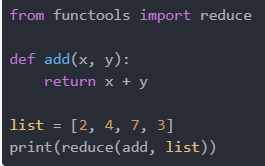 from functools import reduce
def add(x, y):
    return x + y
list = [2, 4, 7, 3]
print(reduce(add, list))